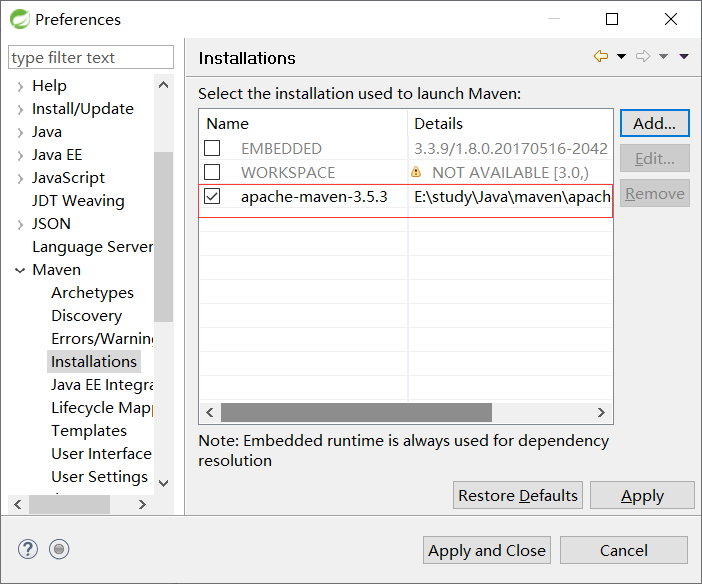 Preferences
type filter text
Help
Install/Update
Java
Java EE
JavaScript
JDT Weaving
JSON
Language Server
Maven
Archetypes
Discovery
Errors/Warnin
Installations
Java EE Integra
Lifecycle Map
Templates
User Interface
User Settings
Installations
Select the installation used to launch Maven:
Name Details
EMBEDDED 3.3.9/1.8.0.20170516-2042
WORKSPACE NOT AVAILABLE [3.0,)
apache-maven-3.5.3 E:\study\Java\maven\apach
Add...
Edit...
Remove
Note: Embedded runtime is always used for dependency
resolution
Restore Defaults Apply
? Apply and Close Cancel